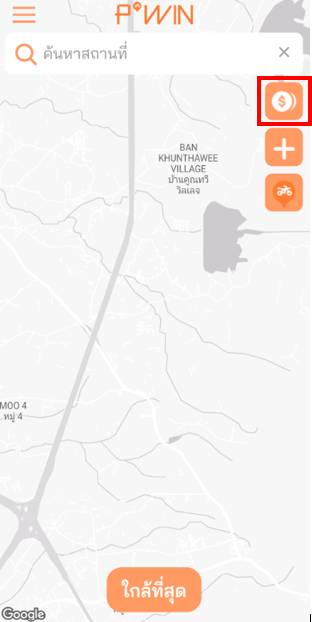 P WIN
ค้นหาสถานที่
$
BAN
KHUNTHAWEE
VILLAGE
บ้านคูณทวี
วิลเลจ
MOO 4
หมู่ 4
ใกล้ที่สุด
Google